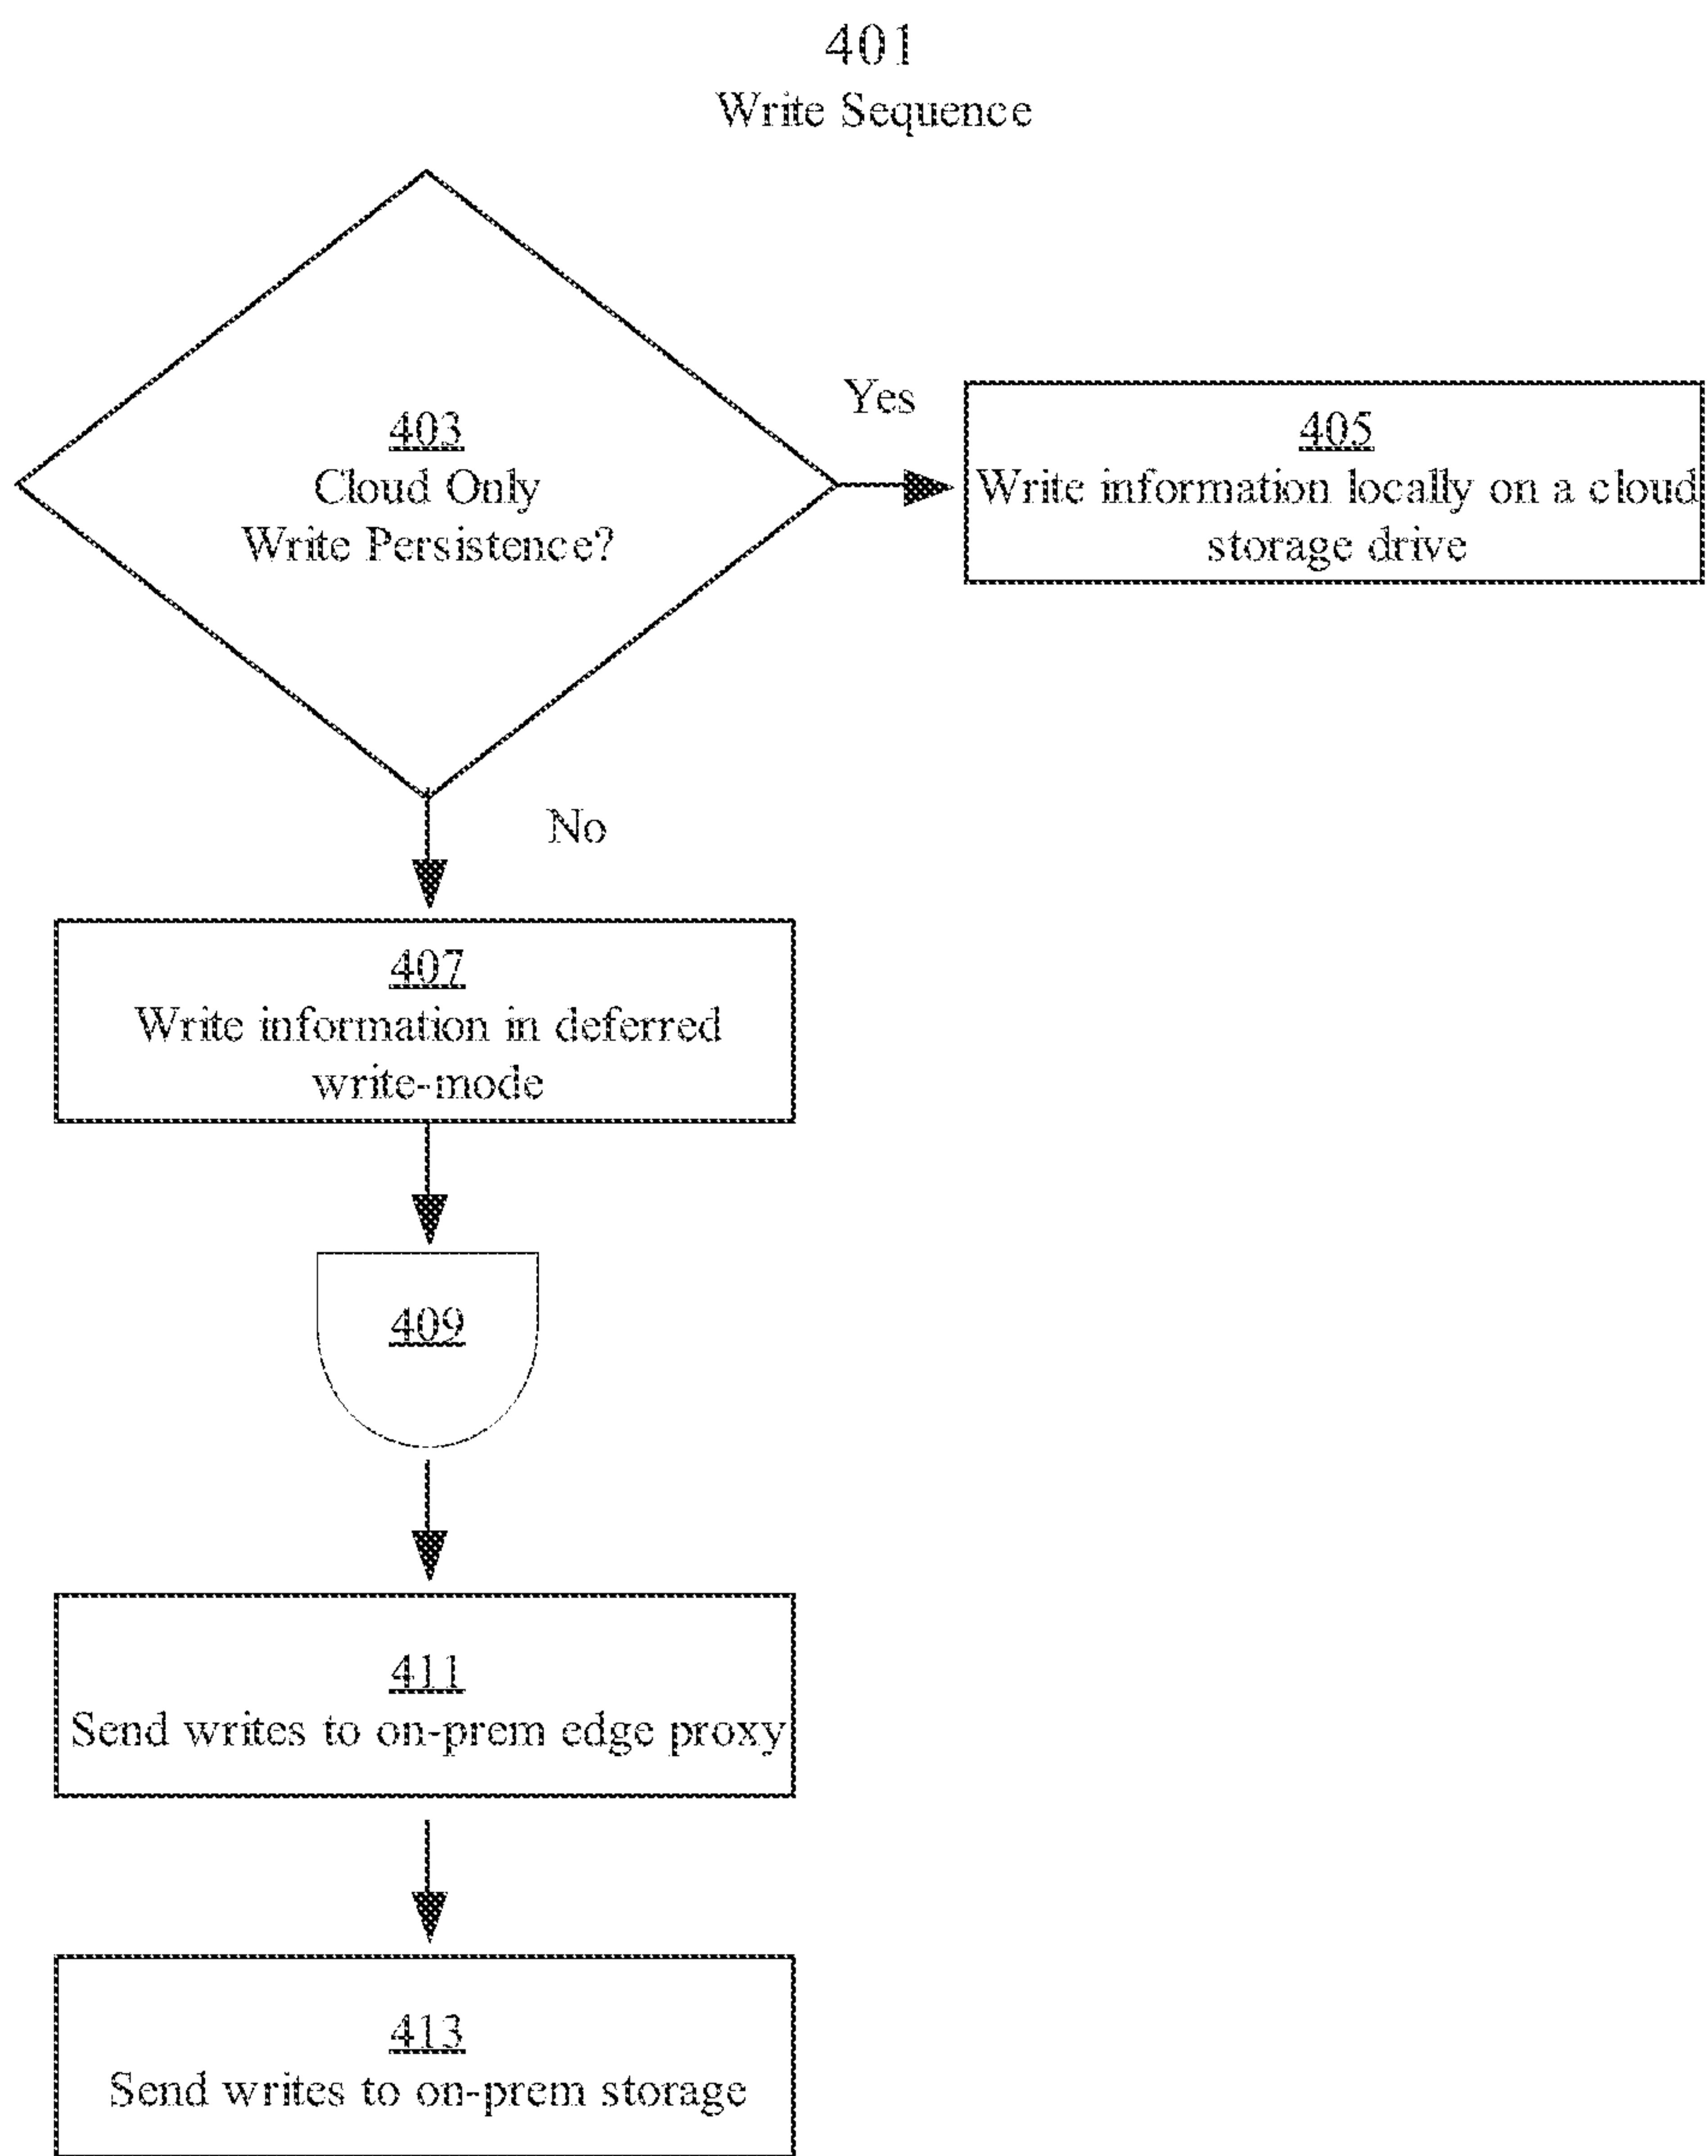 401
Write Sequence
403
Cloud Only
Write Persistence?
Yes
405
Write information locally on a cloud
storage drive
No
407
Write information in deferred
write-mode
409
411
Send writes to on-prem edge proxy
413
Send writes to on-prem storage